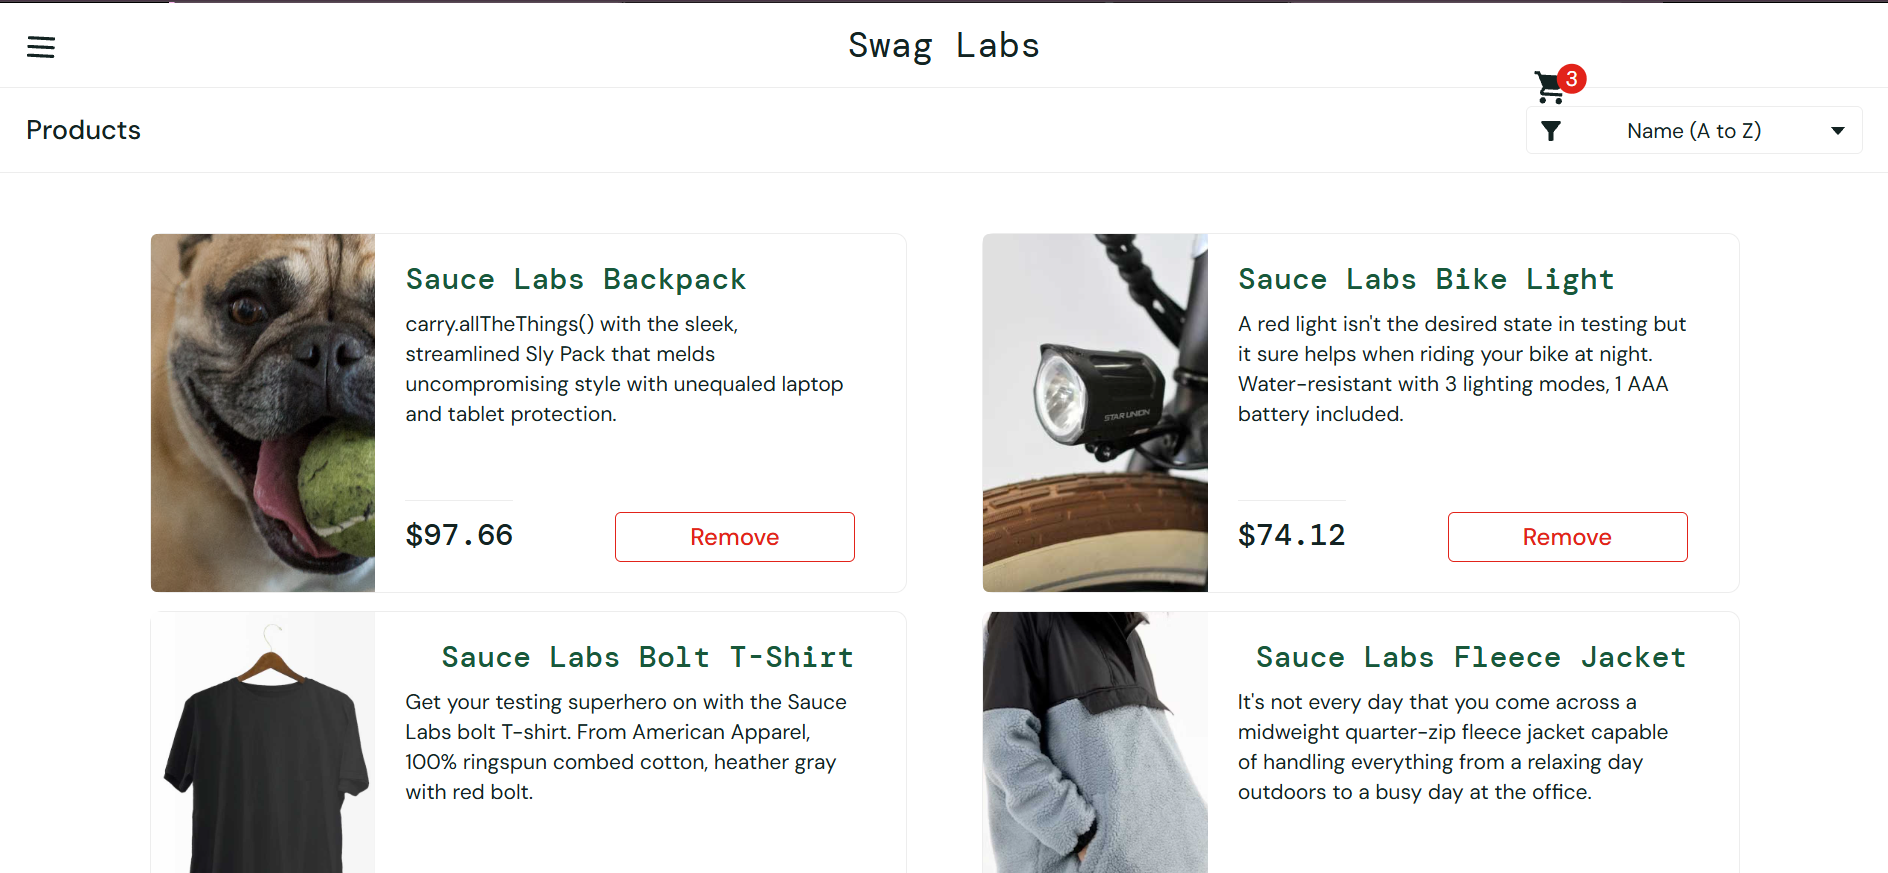 Swag Labs
3
Products
Name (A to Z)
Sauce Labs Backpack
carry.allTheThings() with the sleek,
streamlined Sly Pack that melds
uncompromising style with unequaled laptop
and tablet protection.
$97.66
Remove
STAR UNION
Sauce Labs Bike Light
A red light isn't the desired state in testing but
it sure helps when riding your bike at night.
Water-resistant with 3 lighting modes, 1 AAA
battery included.
$74.12
Remove
Sauce Labs Bolt T-Shirt
Get your testing superhero on with the Sauce
Labs bolt T-shirt. From American Apparel,
100% ringspun combed cotton, heather gray
with red bolt.
Sauce Labs Fleece Jacket
It's not every day that you come across a
midweight quarter-zip fleece jacket capable
of handling everything from a relaxing day
outdoors to a busy day at the office.